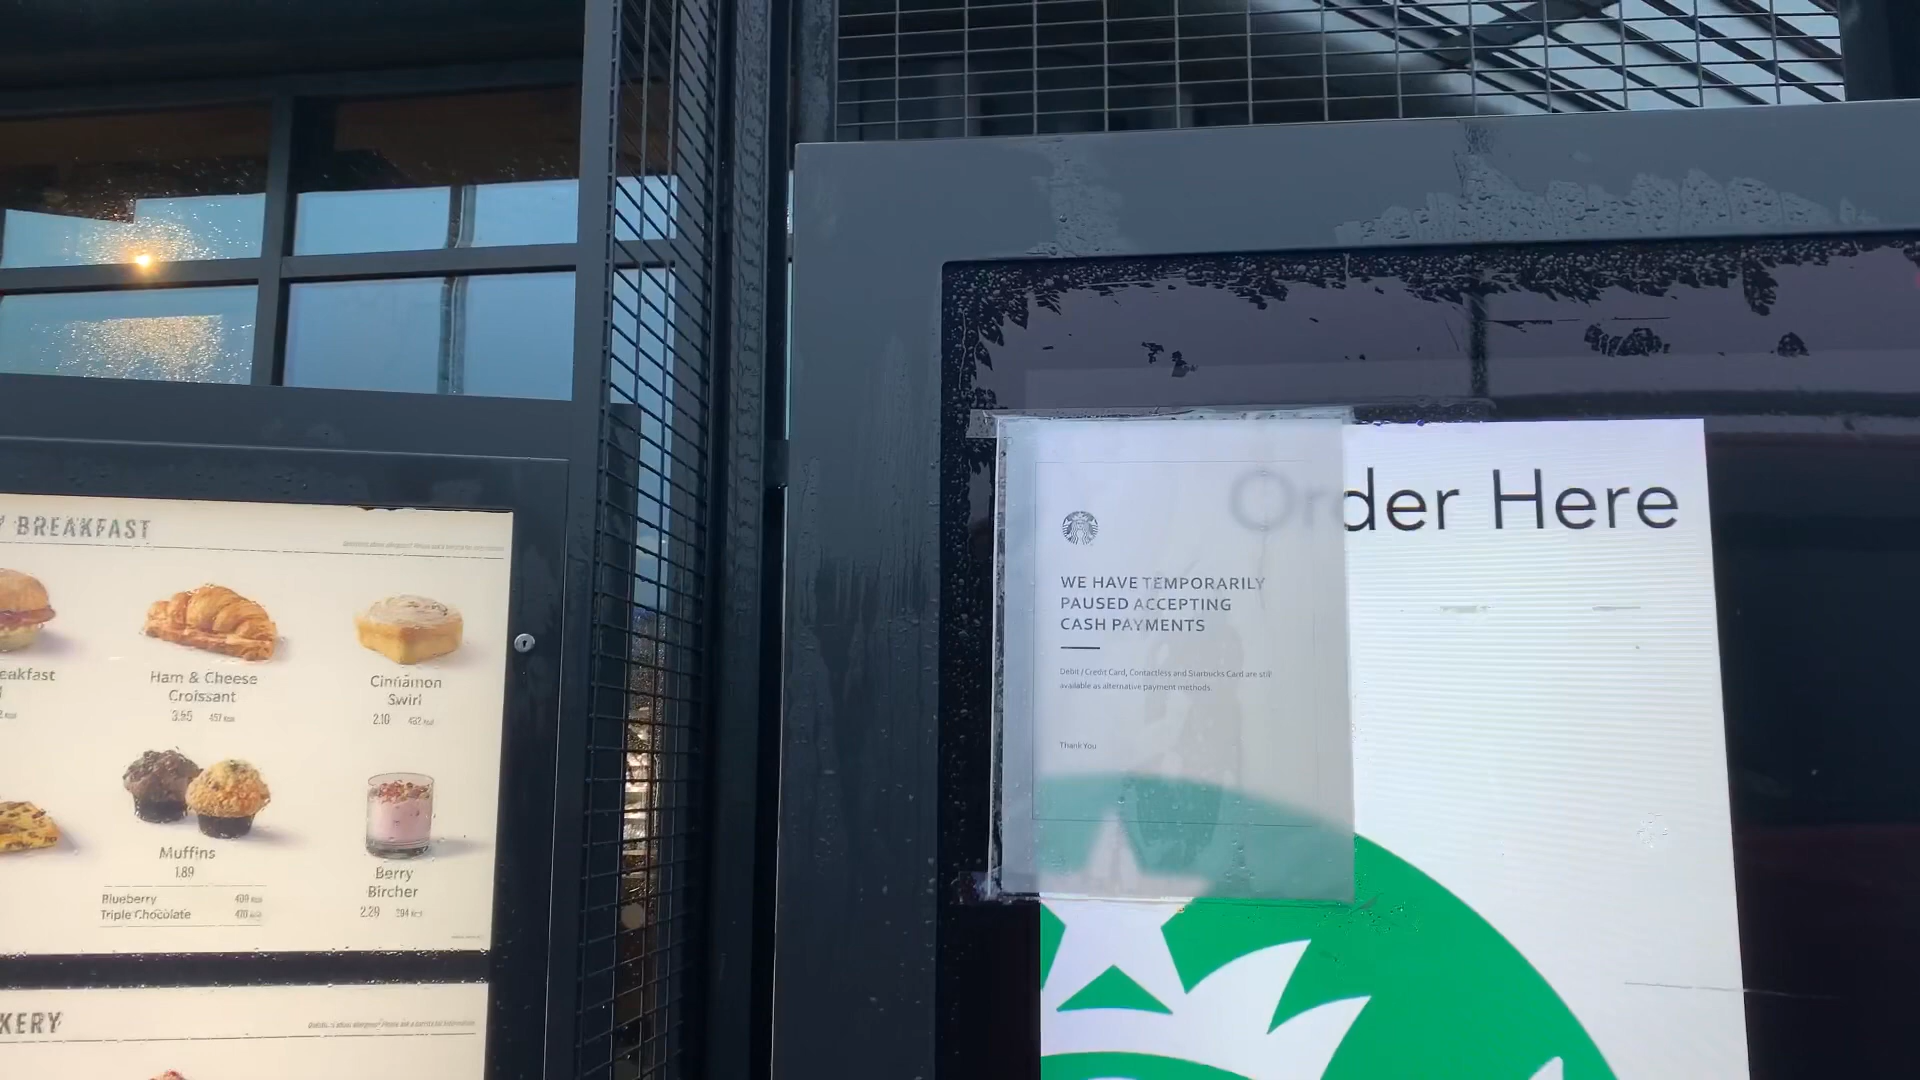 BREAKFAST
Ham & Cheese
Croissant
3.55
Cinnamon
Swirl
2.10
Muffins
1.89
Blueberry
Triple Chocolate
Berry
Bircher
2.29
Order Here
WE HAVE TEMPORARILY
PAUSED ACCEPTING
CASH PAYMENTS
Debit / Credit Card, Contactless and Starbucks Card are still
available as alternative payment methods.
Thank You